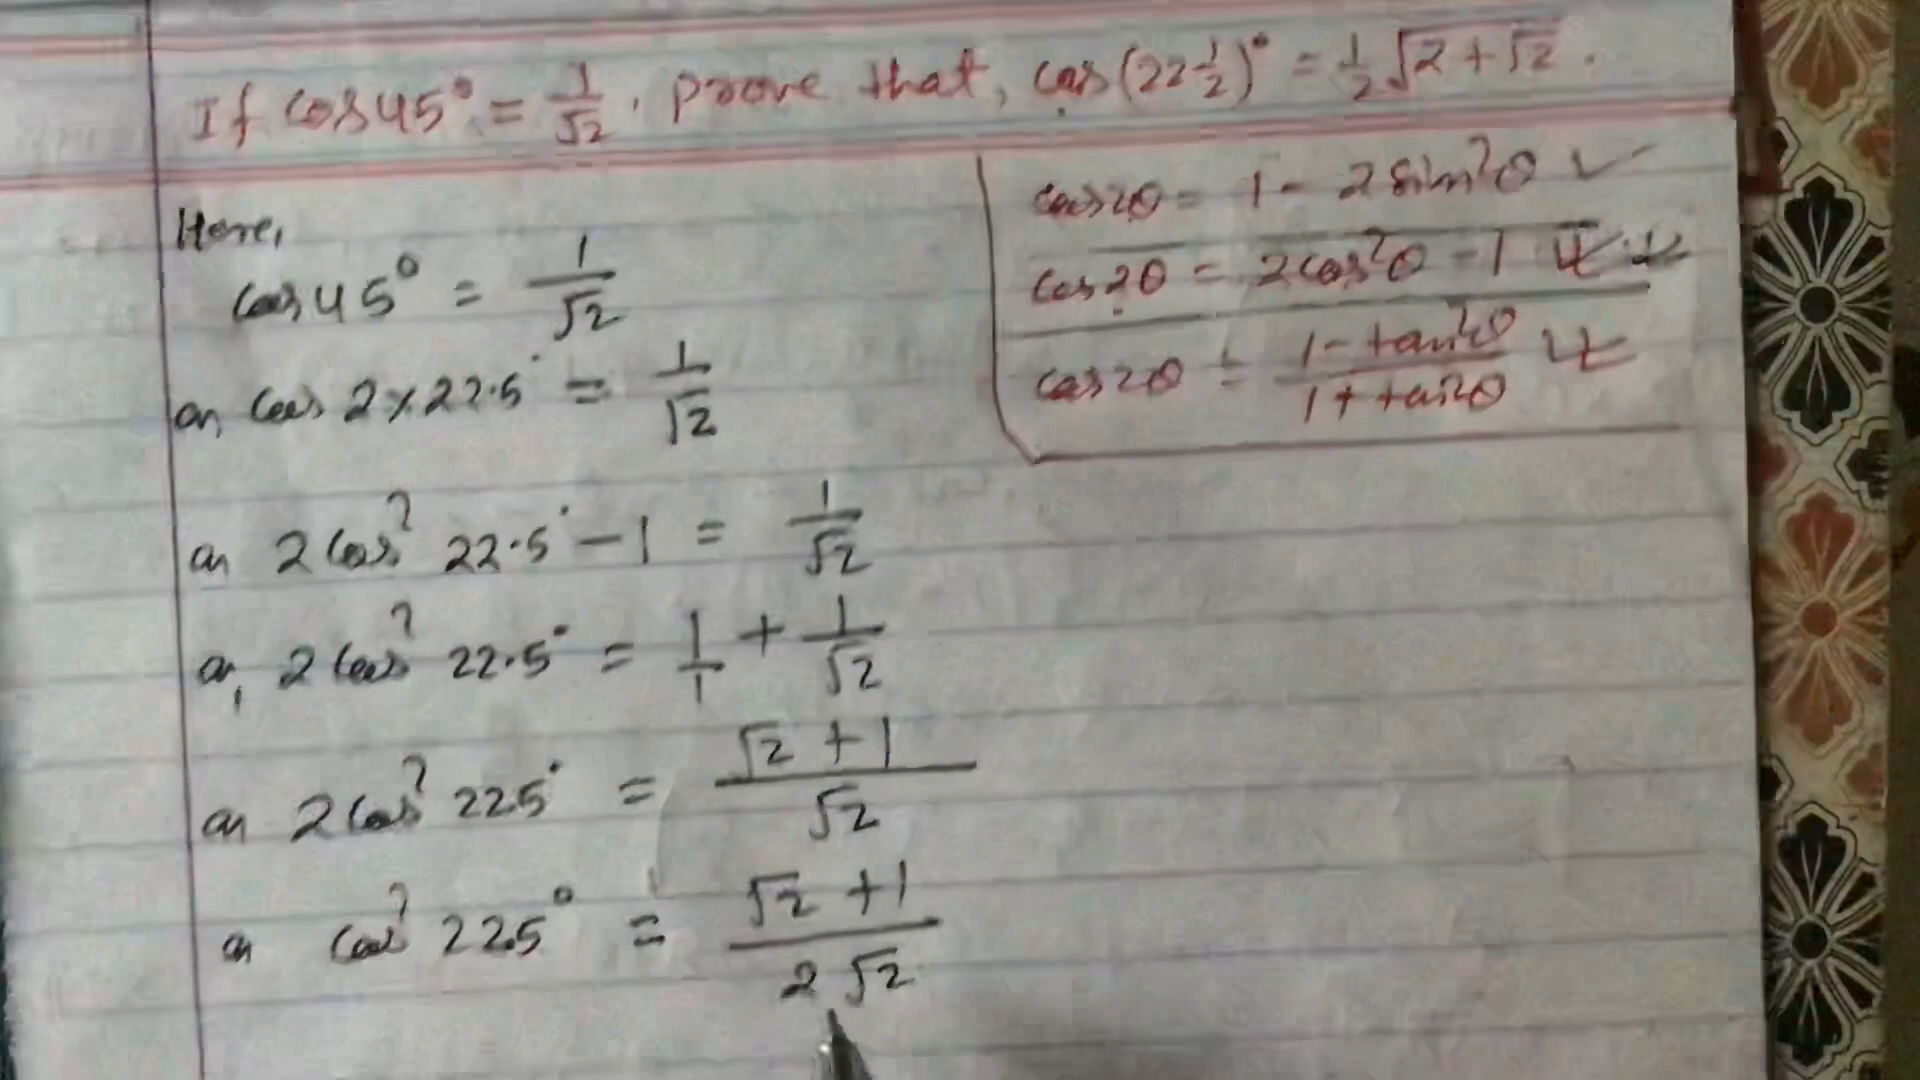 If cos45° = 1/√2, prove that, cos(22 1/2)° = 1/2 √2+√2.
cos2θ = 1 - 2sin²θ
cos2θ = 2cos²θ - 1
cos2θ = 1-tan²θ / 1+tan²θ
Here,
cos45° = 1/√2
or, cos 2×22.5° = 1/√2
or 2cos² 22.5° - 1 = 1/√2
or, 2cos² 22.5° = 1/1 + 1/√2
or 2cos² 22.5° = √2+1 / √2
or cos² 22.5° = √2+1 / 2√2